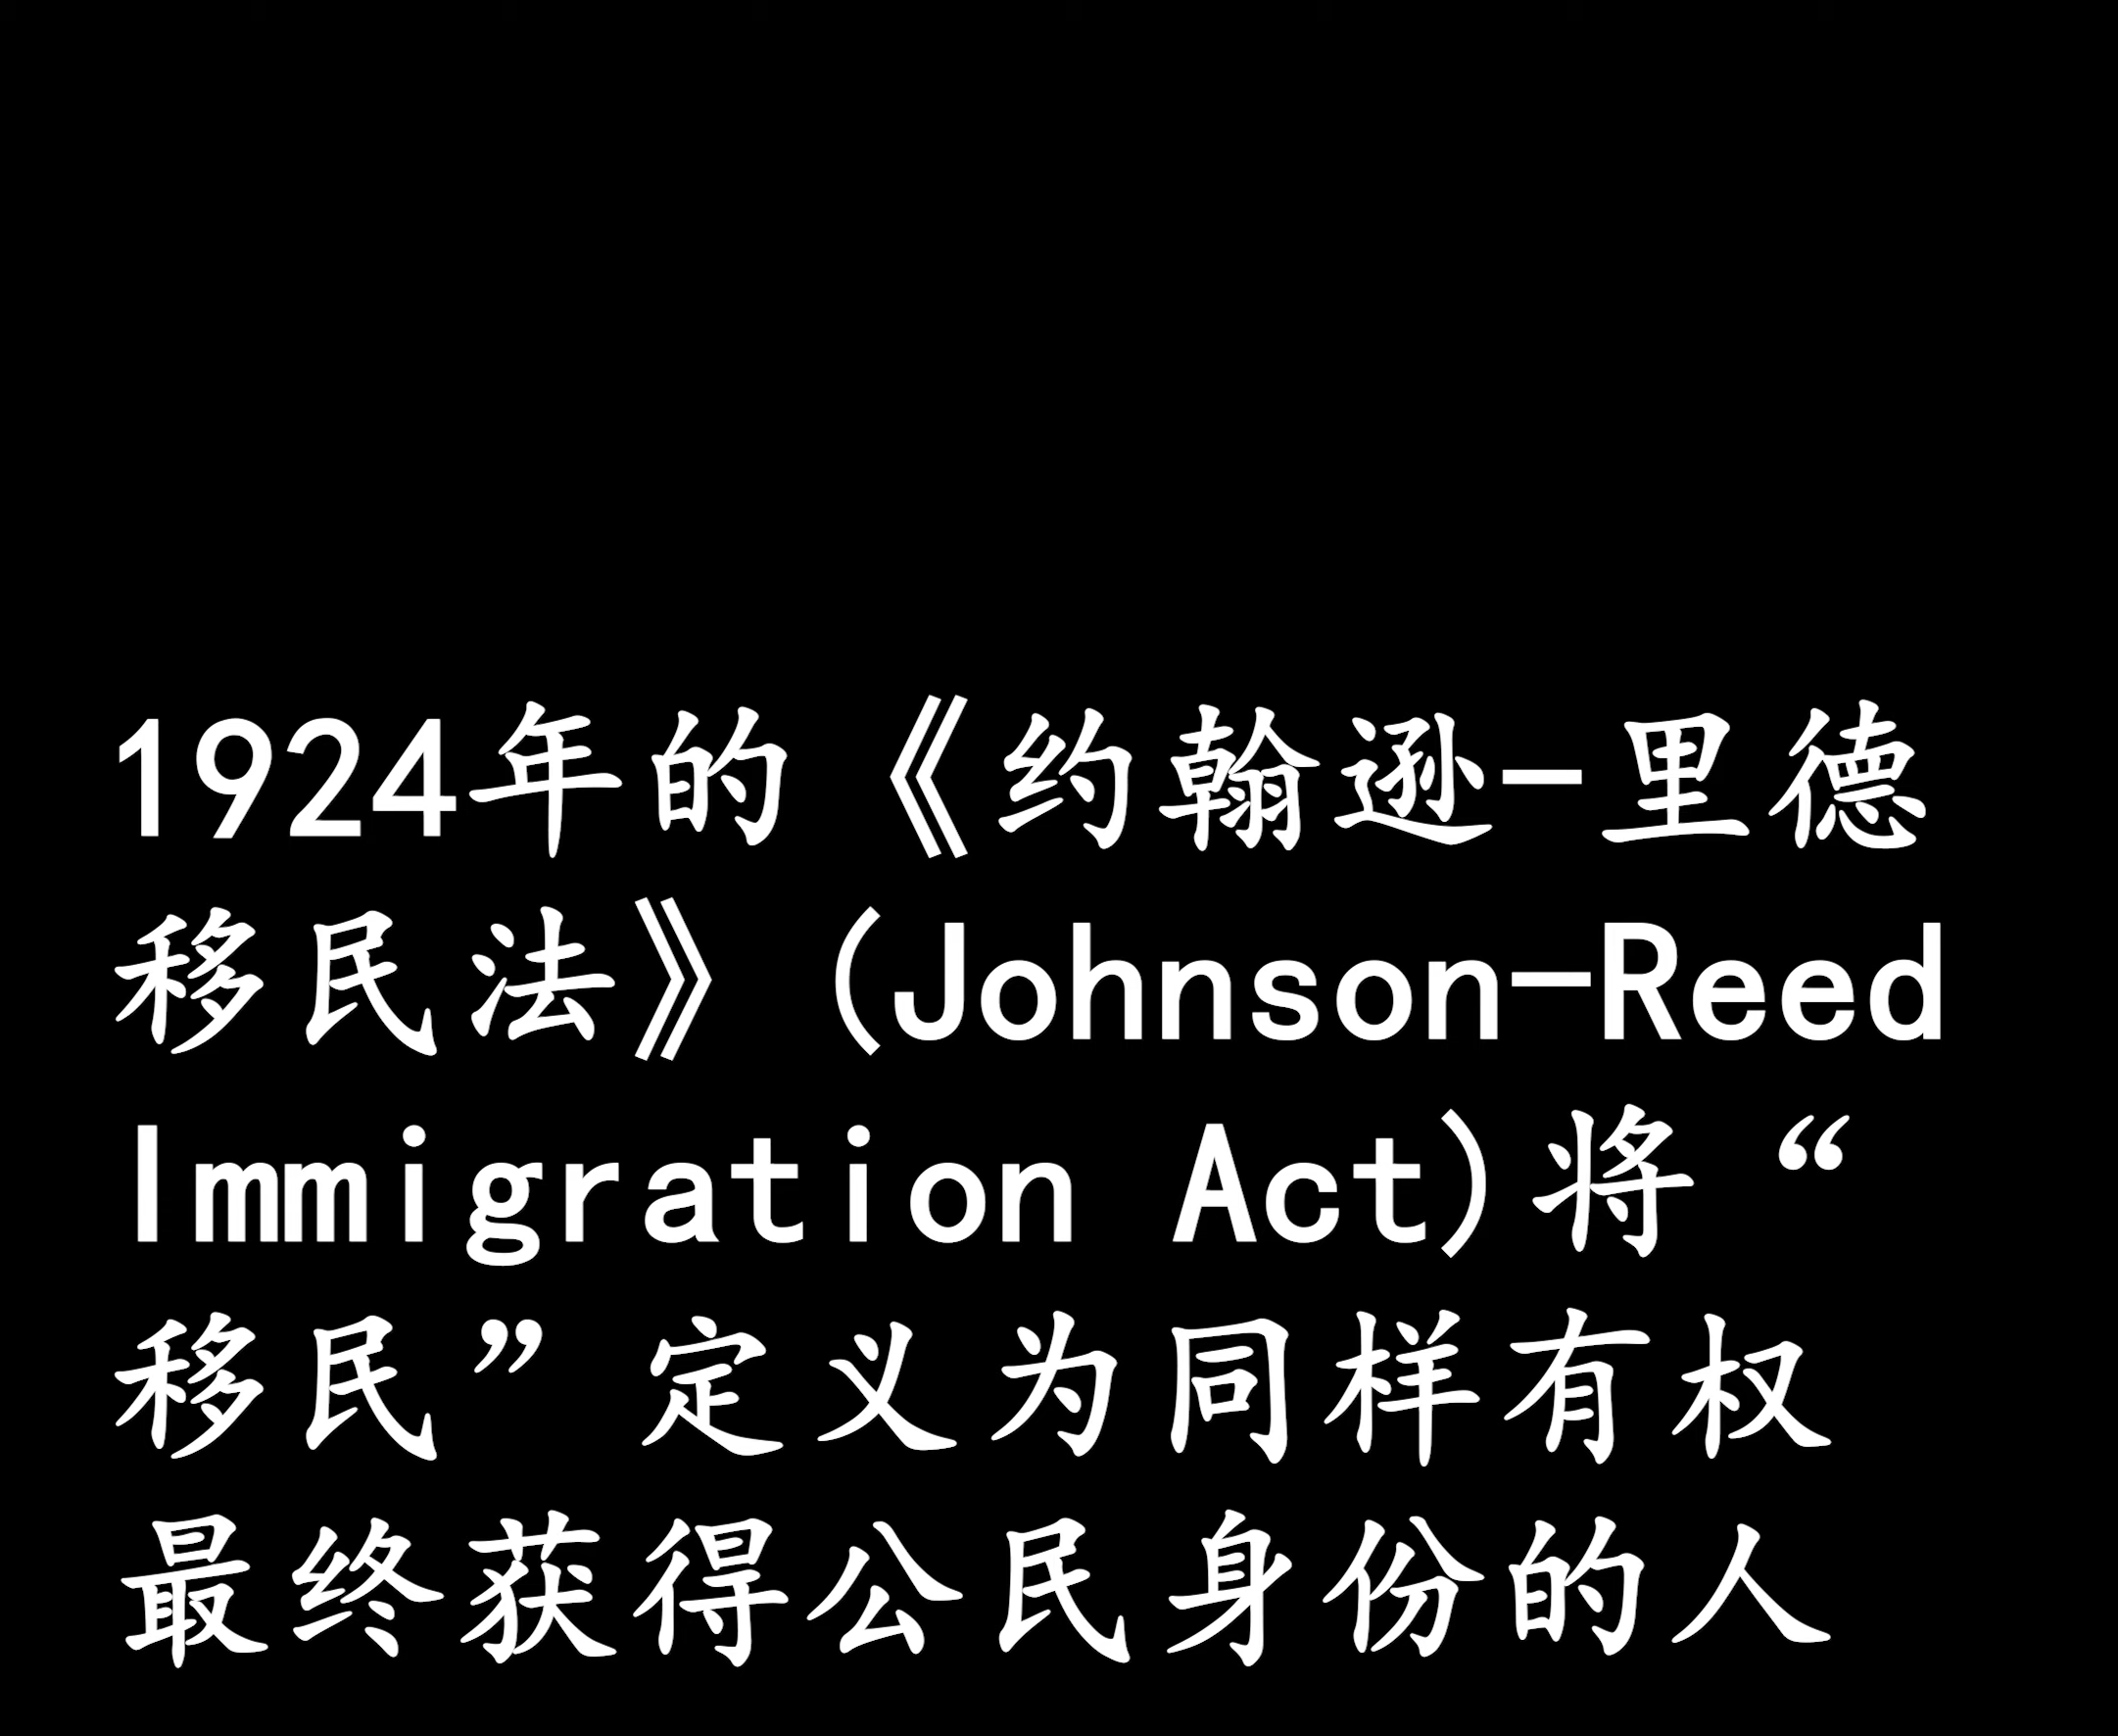 1924年的《约翰逊-里德
移民法》(Johnson-Reed
Immigration Act)将“
移民”定义为同样有权
最终获得公民身份的人